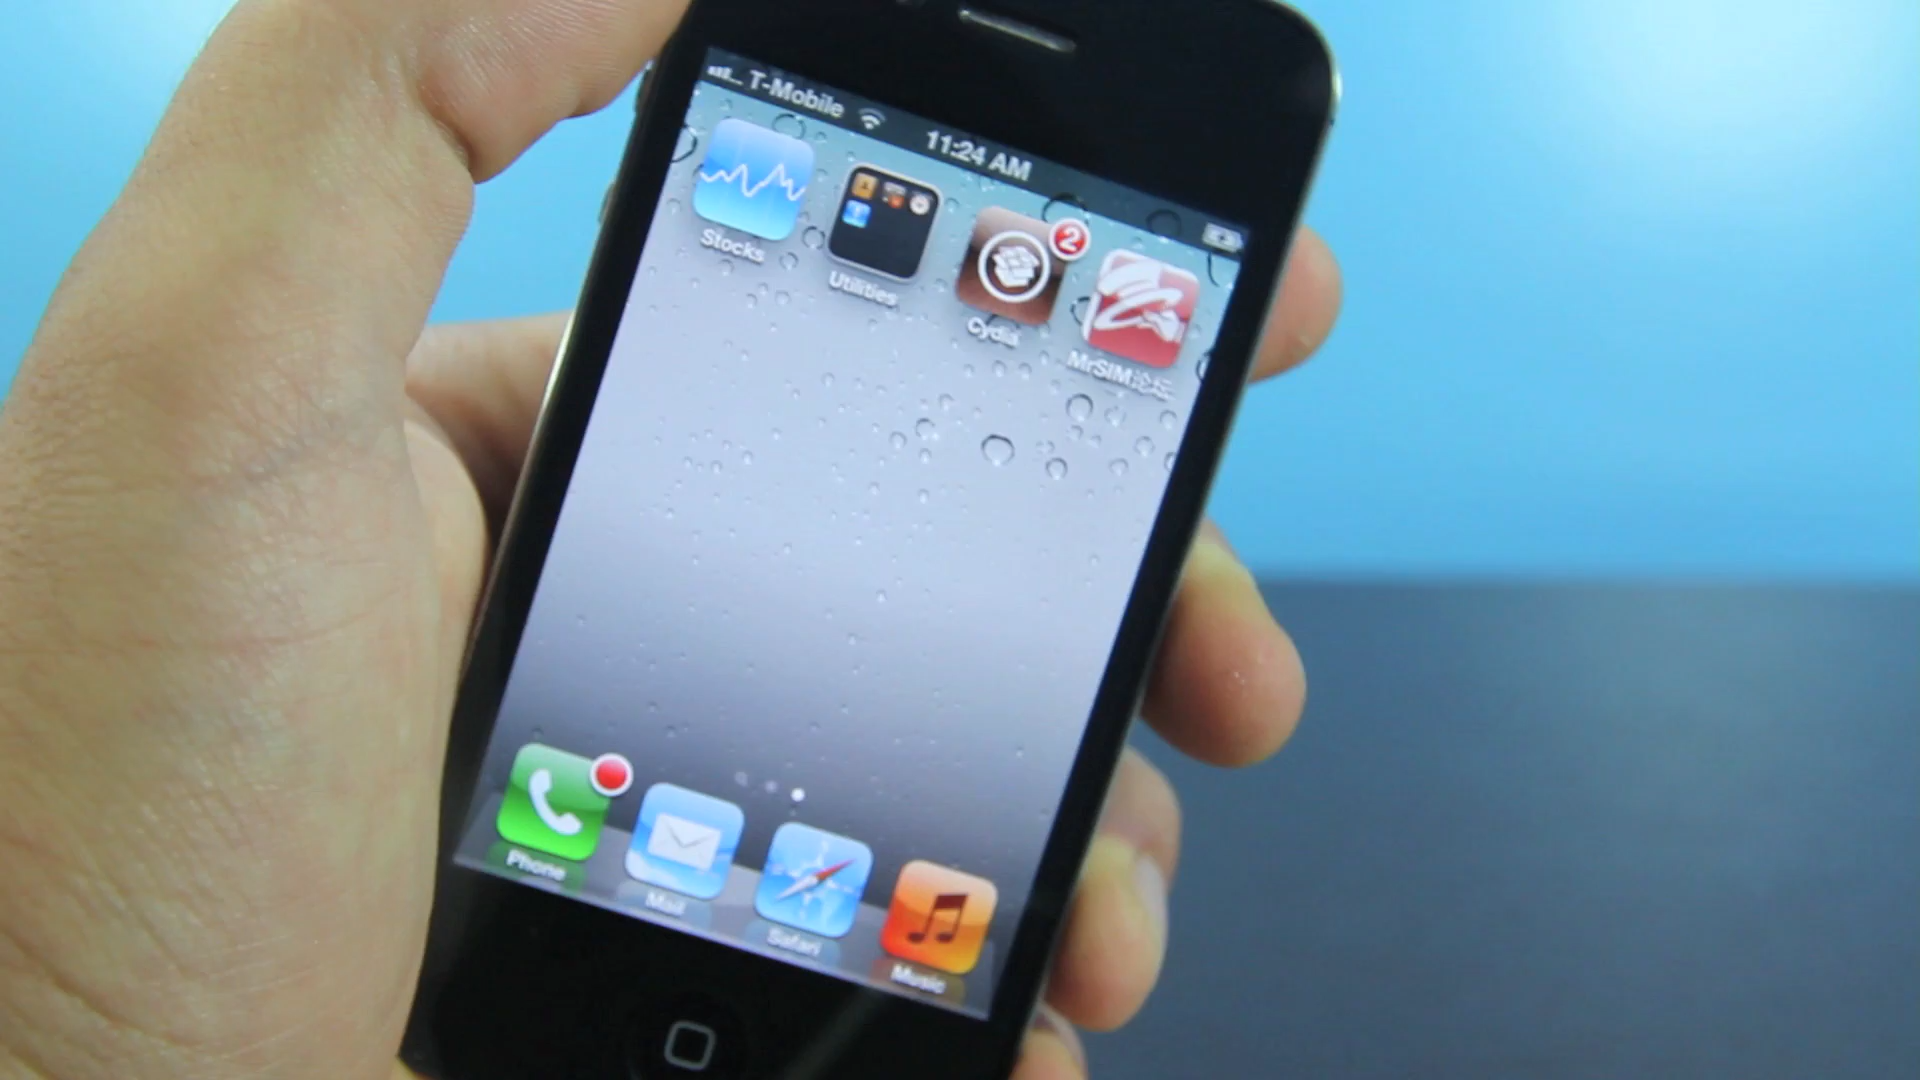 T-Mobile
11:24 AM
Stocks
Utilities
Cydia
2
MrSIM论坛
Phone
Mail
Safari
Music